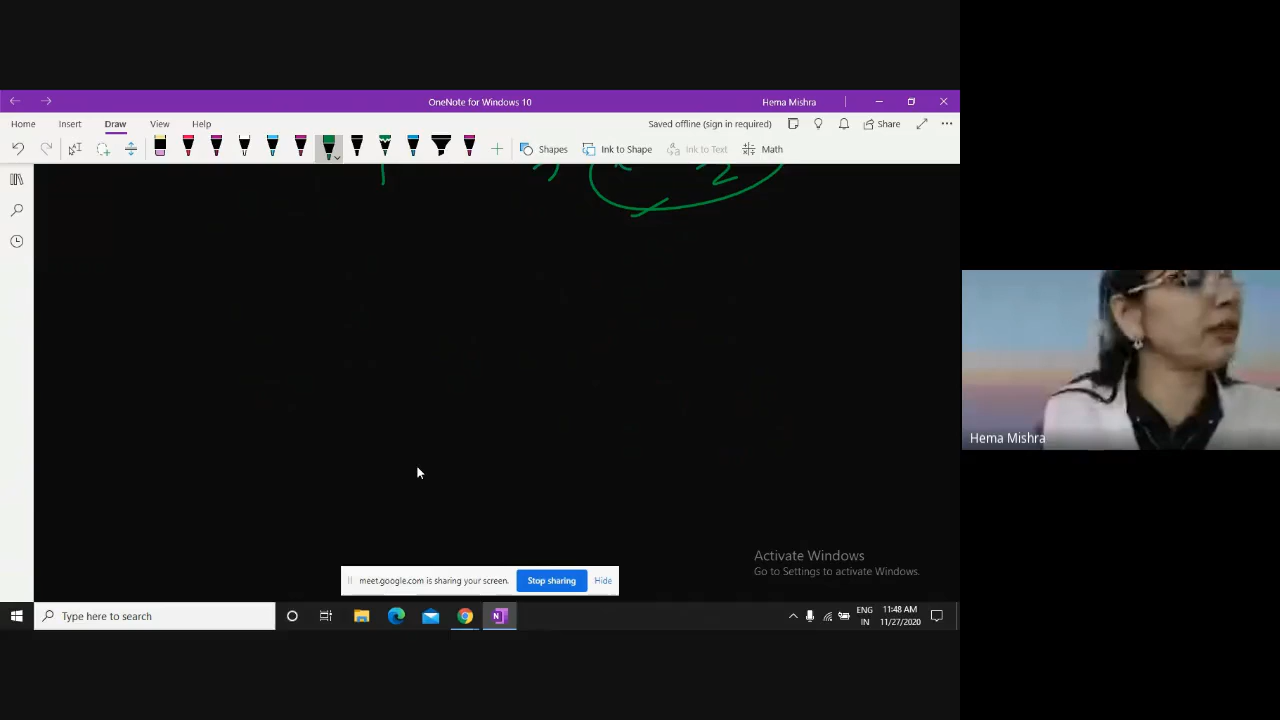 OneNote for Windows 10
Hema Mishra
Home Insert Draw View Help
Saved offline (sign in required)
Share
Shapes
Ink to Shape
Ink to Text
Math
2
Hema Mishra
Activate Windows
Go to Settings to activate Windows.
meet.google.com is sharing your screen.
Stop sharing
Hide
Type here to search
N
ENG
IN
11:48 AM
11/27/2020